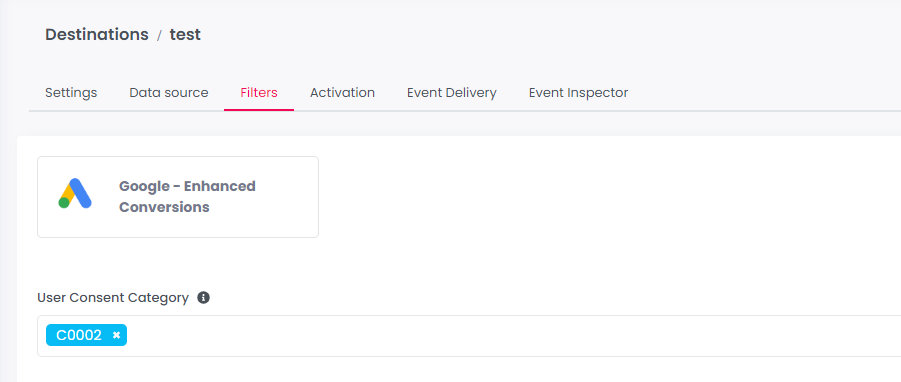 Destinations / test
Settings Data source Filters Activation Event Delivery Event Inspector
Google - Enhanced
Conversions
User Consent Category
C0002